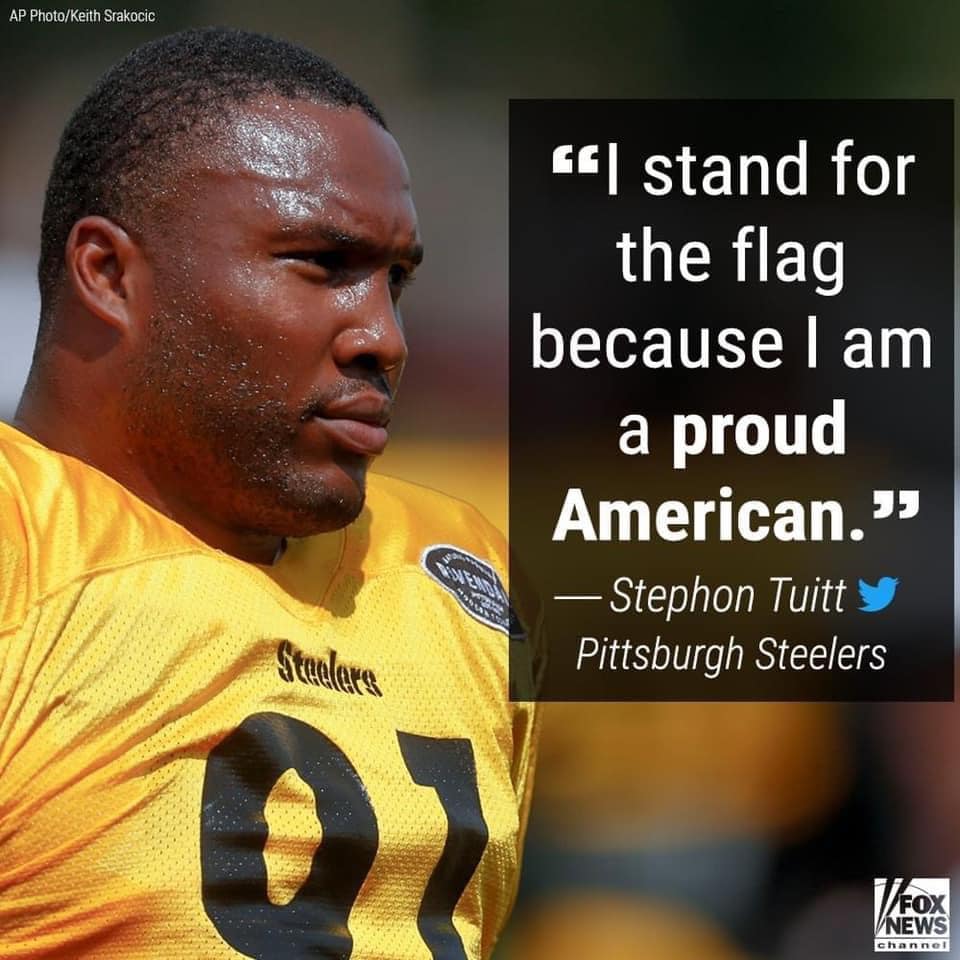 AP Photo/Keith Srakocic
“I stand for
the flag
because I am
a proud
American.”
— Stephon Tuitt
Pittsburgh Steelers
Steelers
91
FOX
NEWS
channel